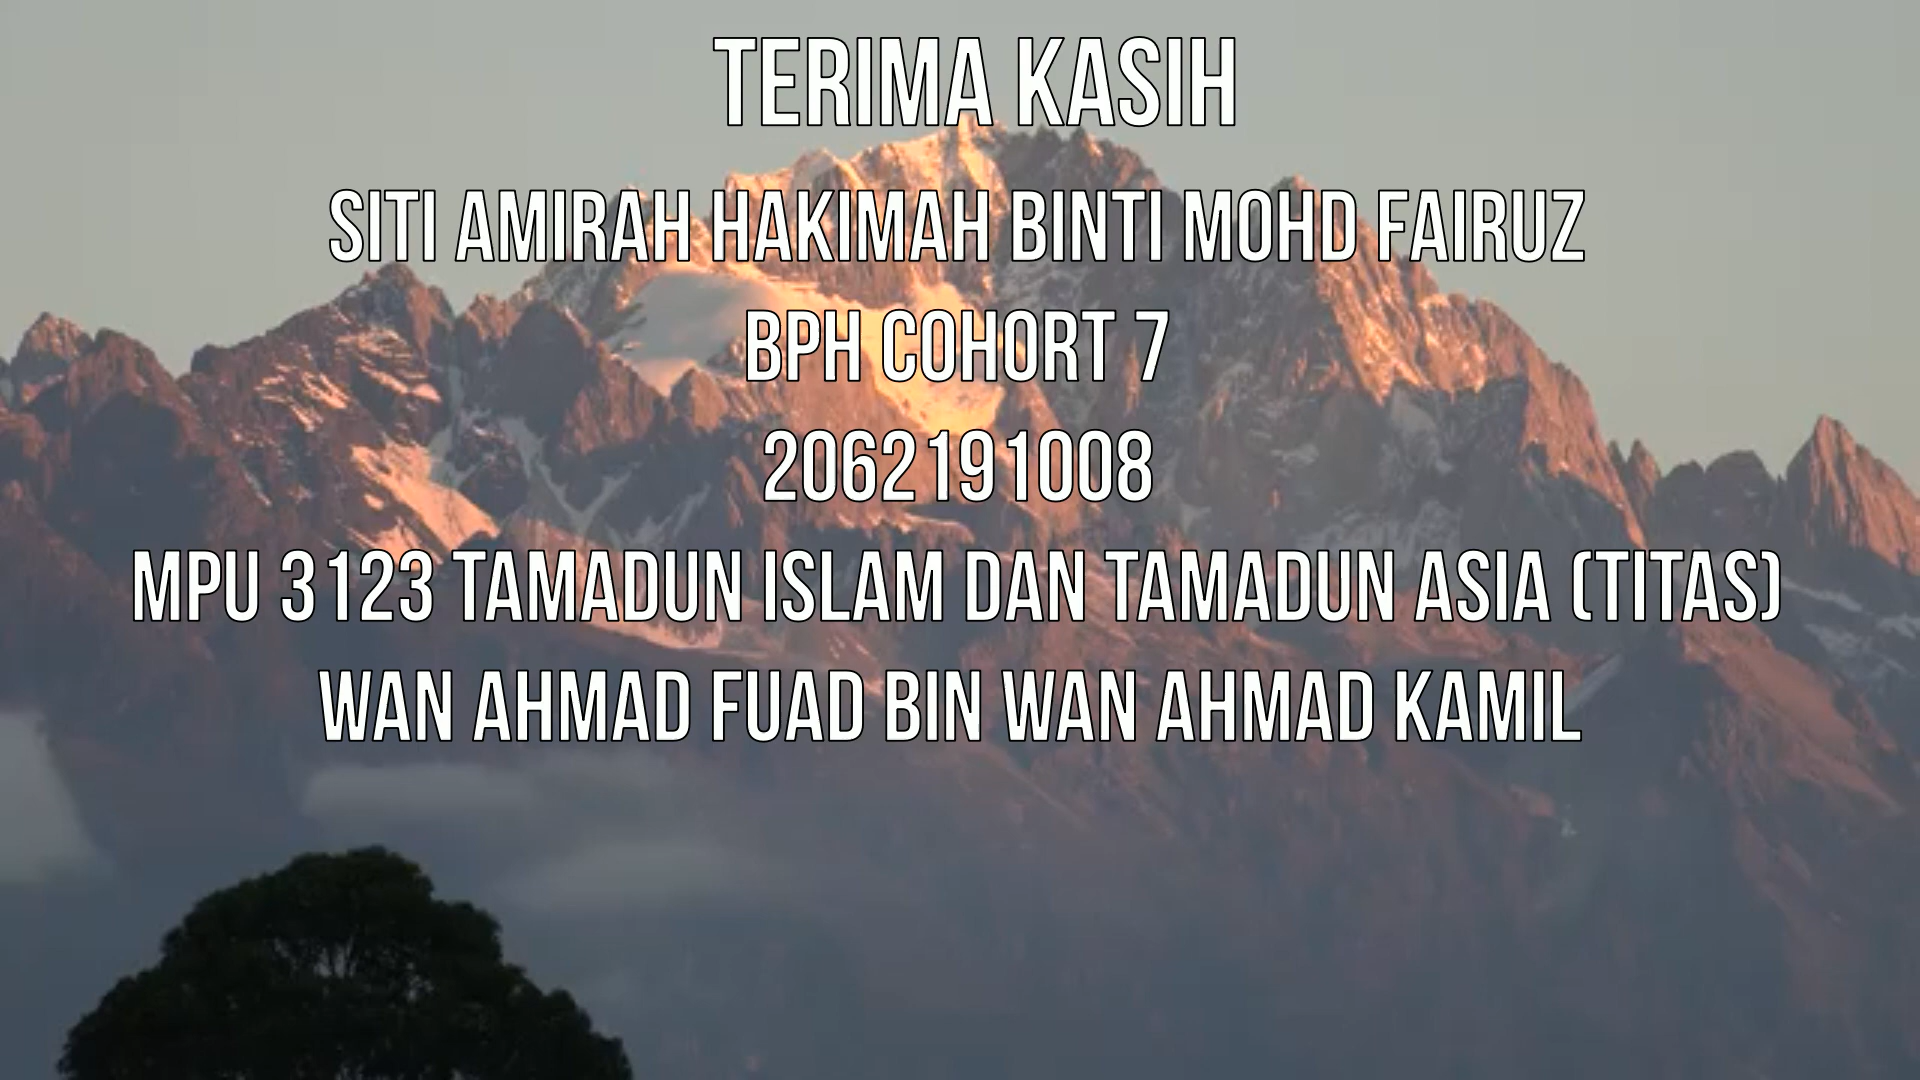 TERIMA KASIH
SITI AMIRAH HAKIMAH BINTI MOHD FAIRUZ
BPH COHORT 7
2062191008
MPU 3123 TAMADUN ISLAM DAN TAMADUN ASIA (TITAS)
WAN AHMAD FUAD BIN WAN AHMAD KAMIL